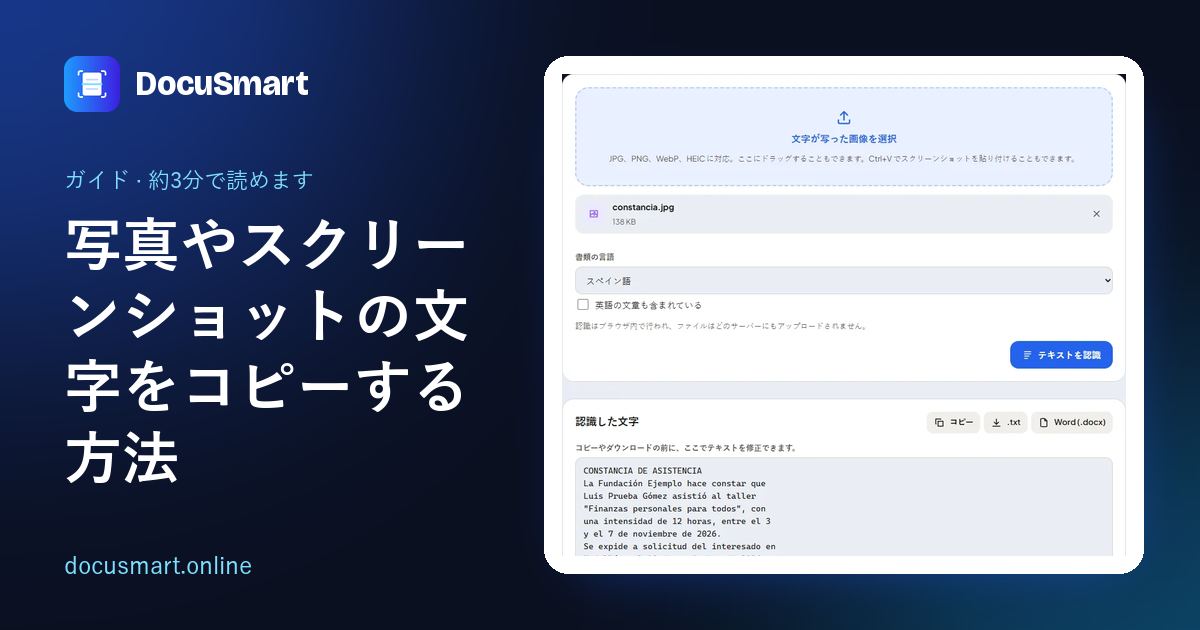 DocuSmart
ガイド · 約3分で読めます
写真やスクリー
ンショットの文
字をコピーする
方法
docusmart.online
文字が写った画像を選択
JPG、PNG、WebP、HEICに対応。ここにドラッグすることもできます。Ctrl+Vでスクリーンショットを貼り付けることもできます。
constancia.jpg
138 KB
書類の言語
スペイン語
英語の文章も含まれている
認識はブラウザ内で行われ、ファイルはどのサーバーにもアップロードされません。
テキストを認識
認識した文字
コピー
.txt
Word (.docx)
コピーやダウンロードの前に、ここでテキストを修正できます。
CONSTANCIA DE ASISTENCIA
La Fundación Ejemplo hace constar que
Luis Prueba Gómez asistió al taller
"Finanzas personales para todos", con
una intensidad de 12 horas, entre el 3
y el 7 de noviembre de 2026.
Se expide a solicitud del interesado en